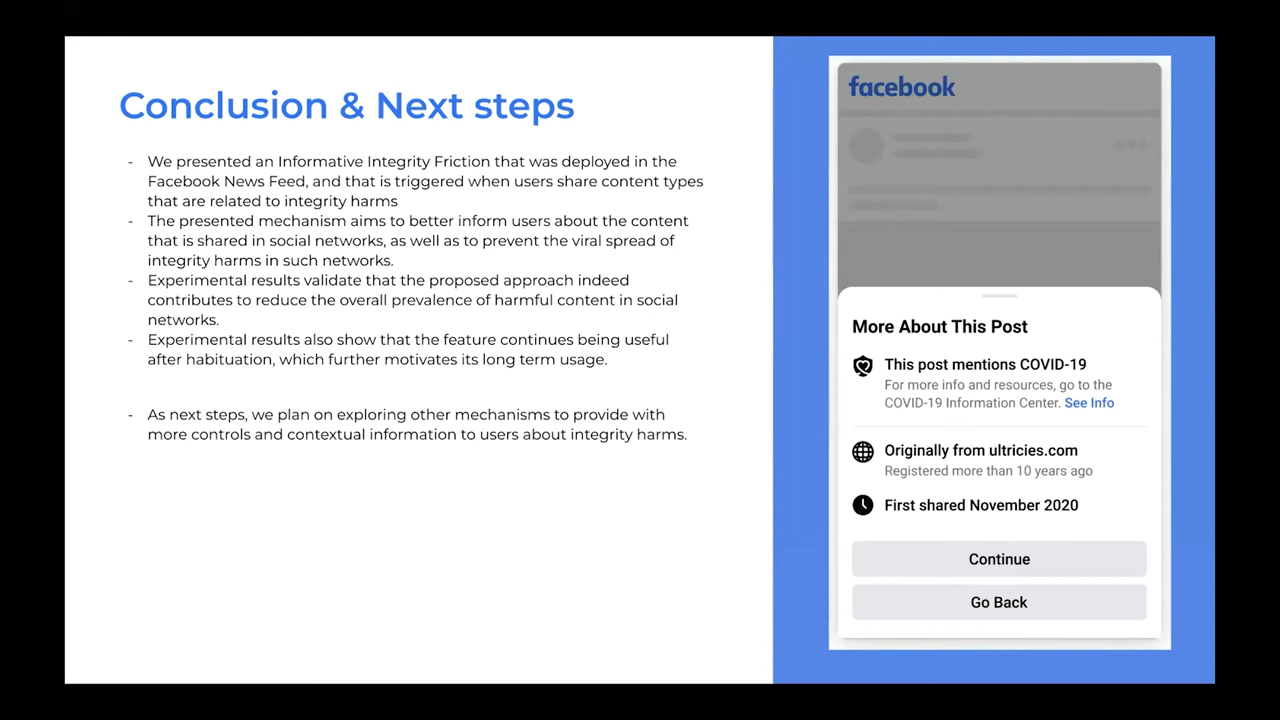 Conclusion & Next steps
- We presented an Informative Integrity Friction that was deployed in the
Facebook News Feed, and that is triggered when users share content types
that are related to integrity harms
- The presented mechanism aims to better inform users about the content
that is shared in social networks, as well as to prevent the viral spread of
integrity harms in such networks.
- Experimental results validate that the proposed approach indeed
contributes to reduce the overall prevalence of harmful content in social
networks.
- Experimental results also show that the feature continues being useful
after habituation, which further motivates its long term usage.
- As next steps, we plan on exploring other mechanisms to provide with
more controls and contextual information to users about integrity harms.
facebook
More About This Post
This post mentions COVID-19
For more info and resources, go to the
COVID-19 Information Center. See Info
Originally from ultricies.com
Registered more than 10 years ago
First shared November 2020
Continue
Go Back